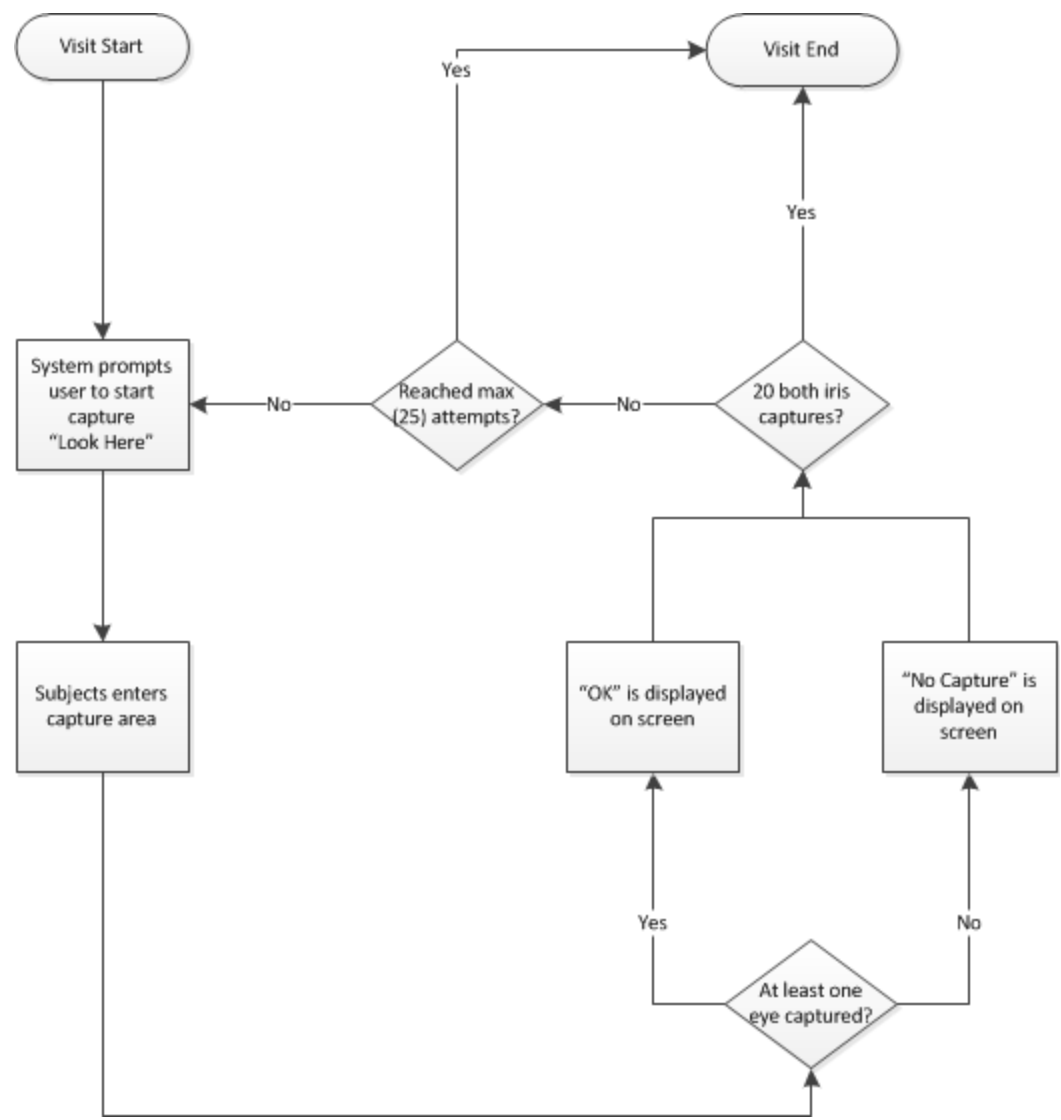 Visit Start
Visit End
Yes
Yes
System prompts
user to start
capture
“Look Here”
No
Reached max
(25) attempts?
No
20 both iris
captures?
Subjects enters
capture area
“OK” is displayed
on screen
“No Capture” is
displayed on
screen
Yes
No
At least one
eye captured?